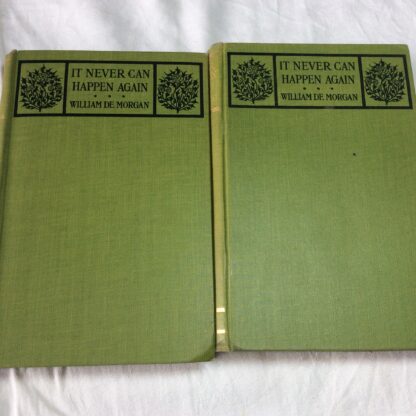 IT NEVER CAN
HAPPEN AGAIN
WILLIAM DE MORGAN
IT NEVER CAN
HAPPEN AGAIN
WILLIAM DE MORGAN